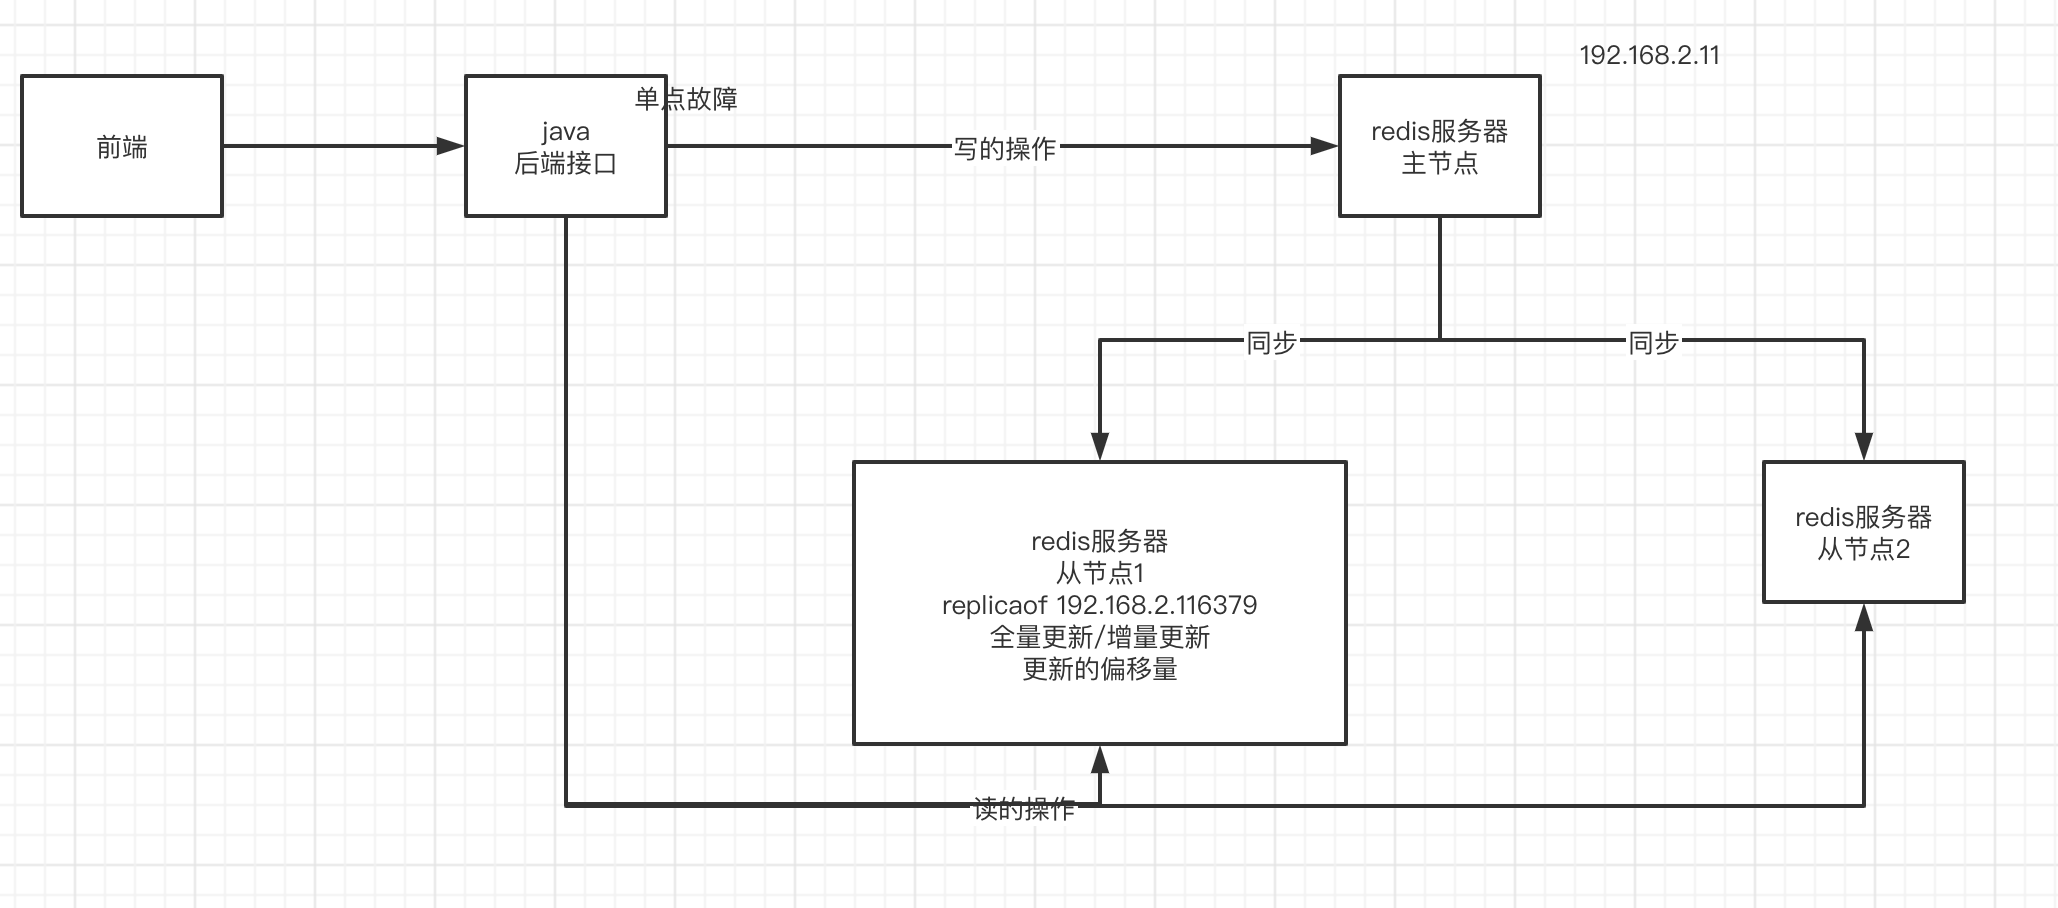 192.168.2.11
前端
java
后端接口
单点故障
写的操作
redis服务器
主节点
同步
同步
redis服务器
从节点1
replicaof 192.168.2.116379
全量更新/增量更新
更新的偏移量
redis服务器
从节点2
读的操作